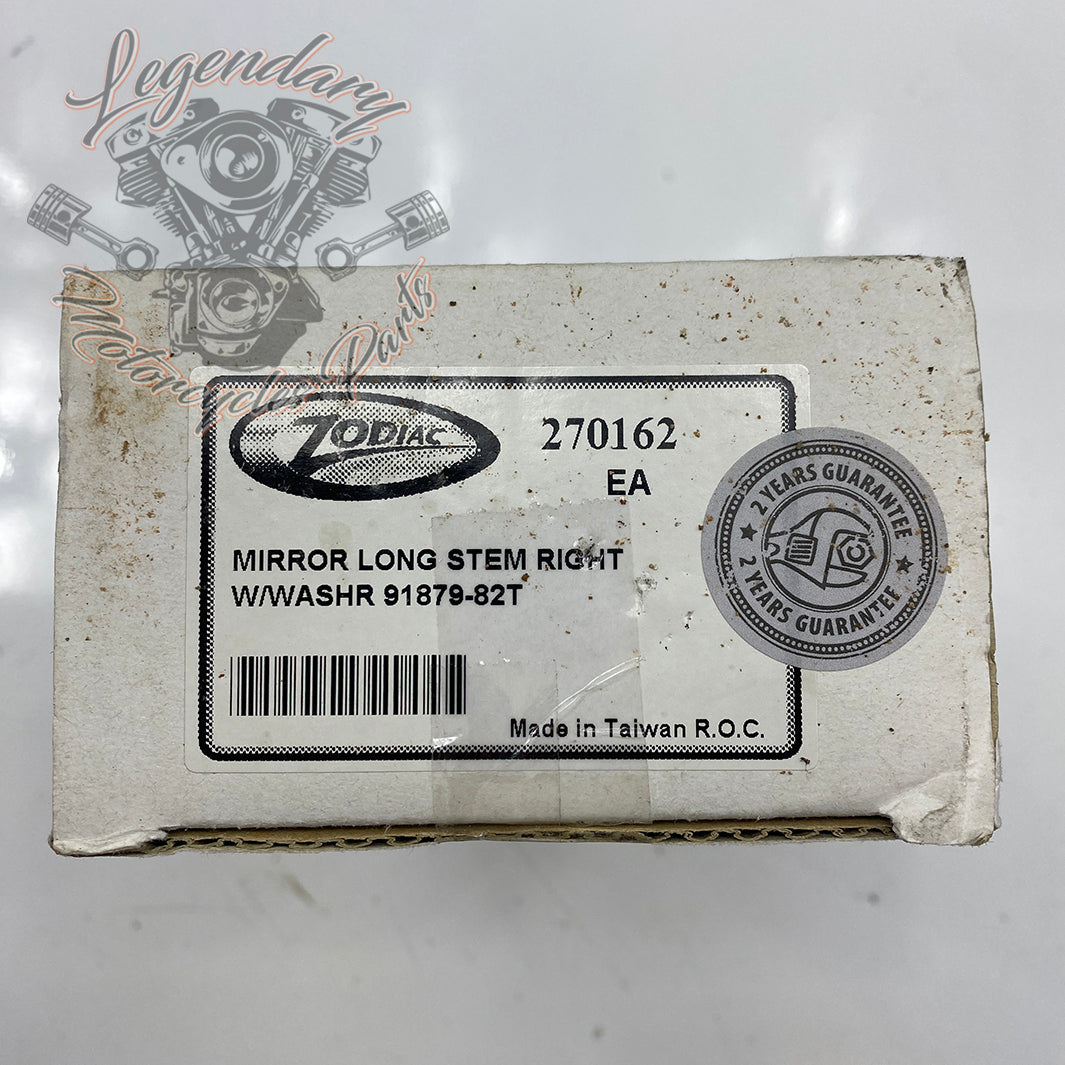 Legendary
Motorcycles Parts
ZODIAC
270162
EA
MIRROR LONG STEM RIGHT
W/WASHR 91879-82T
Made in Taiwan R.O.C.
2 YEARS GUARANTEE
2 YEARS GUARANTEE